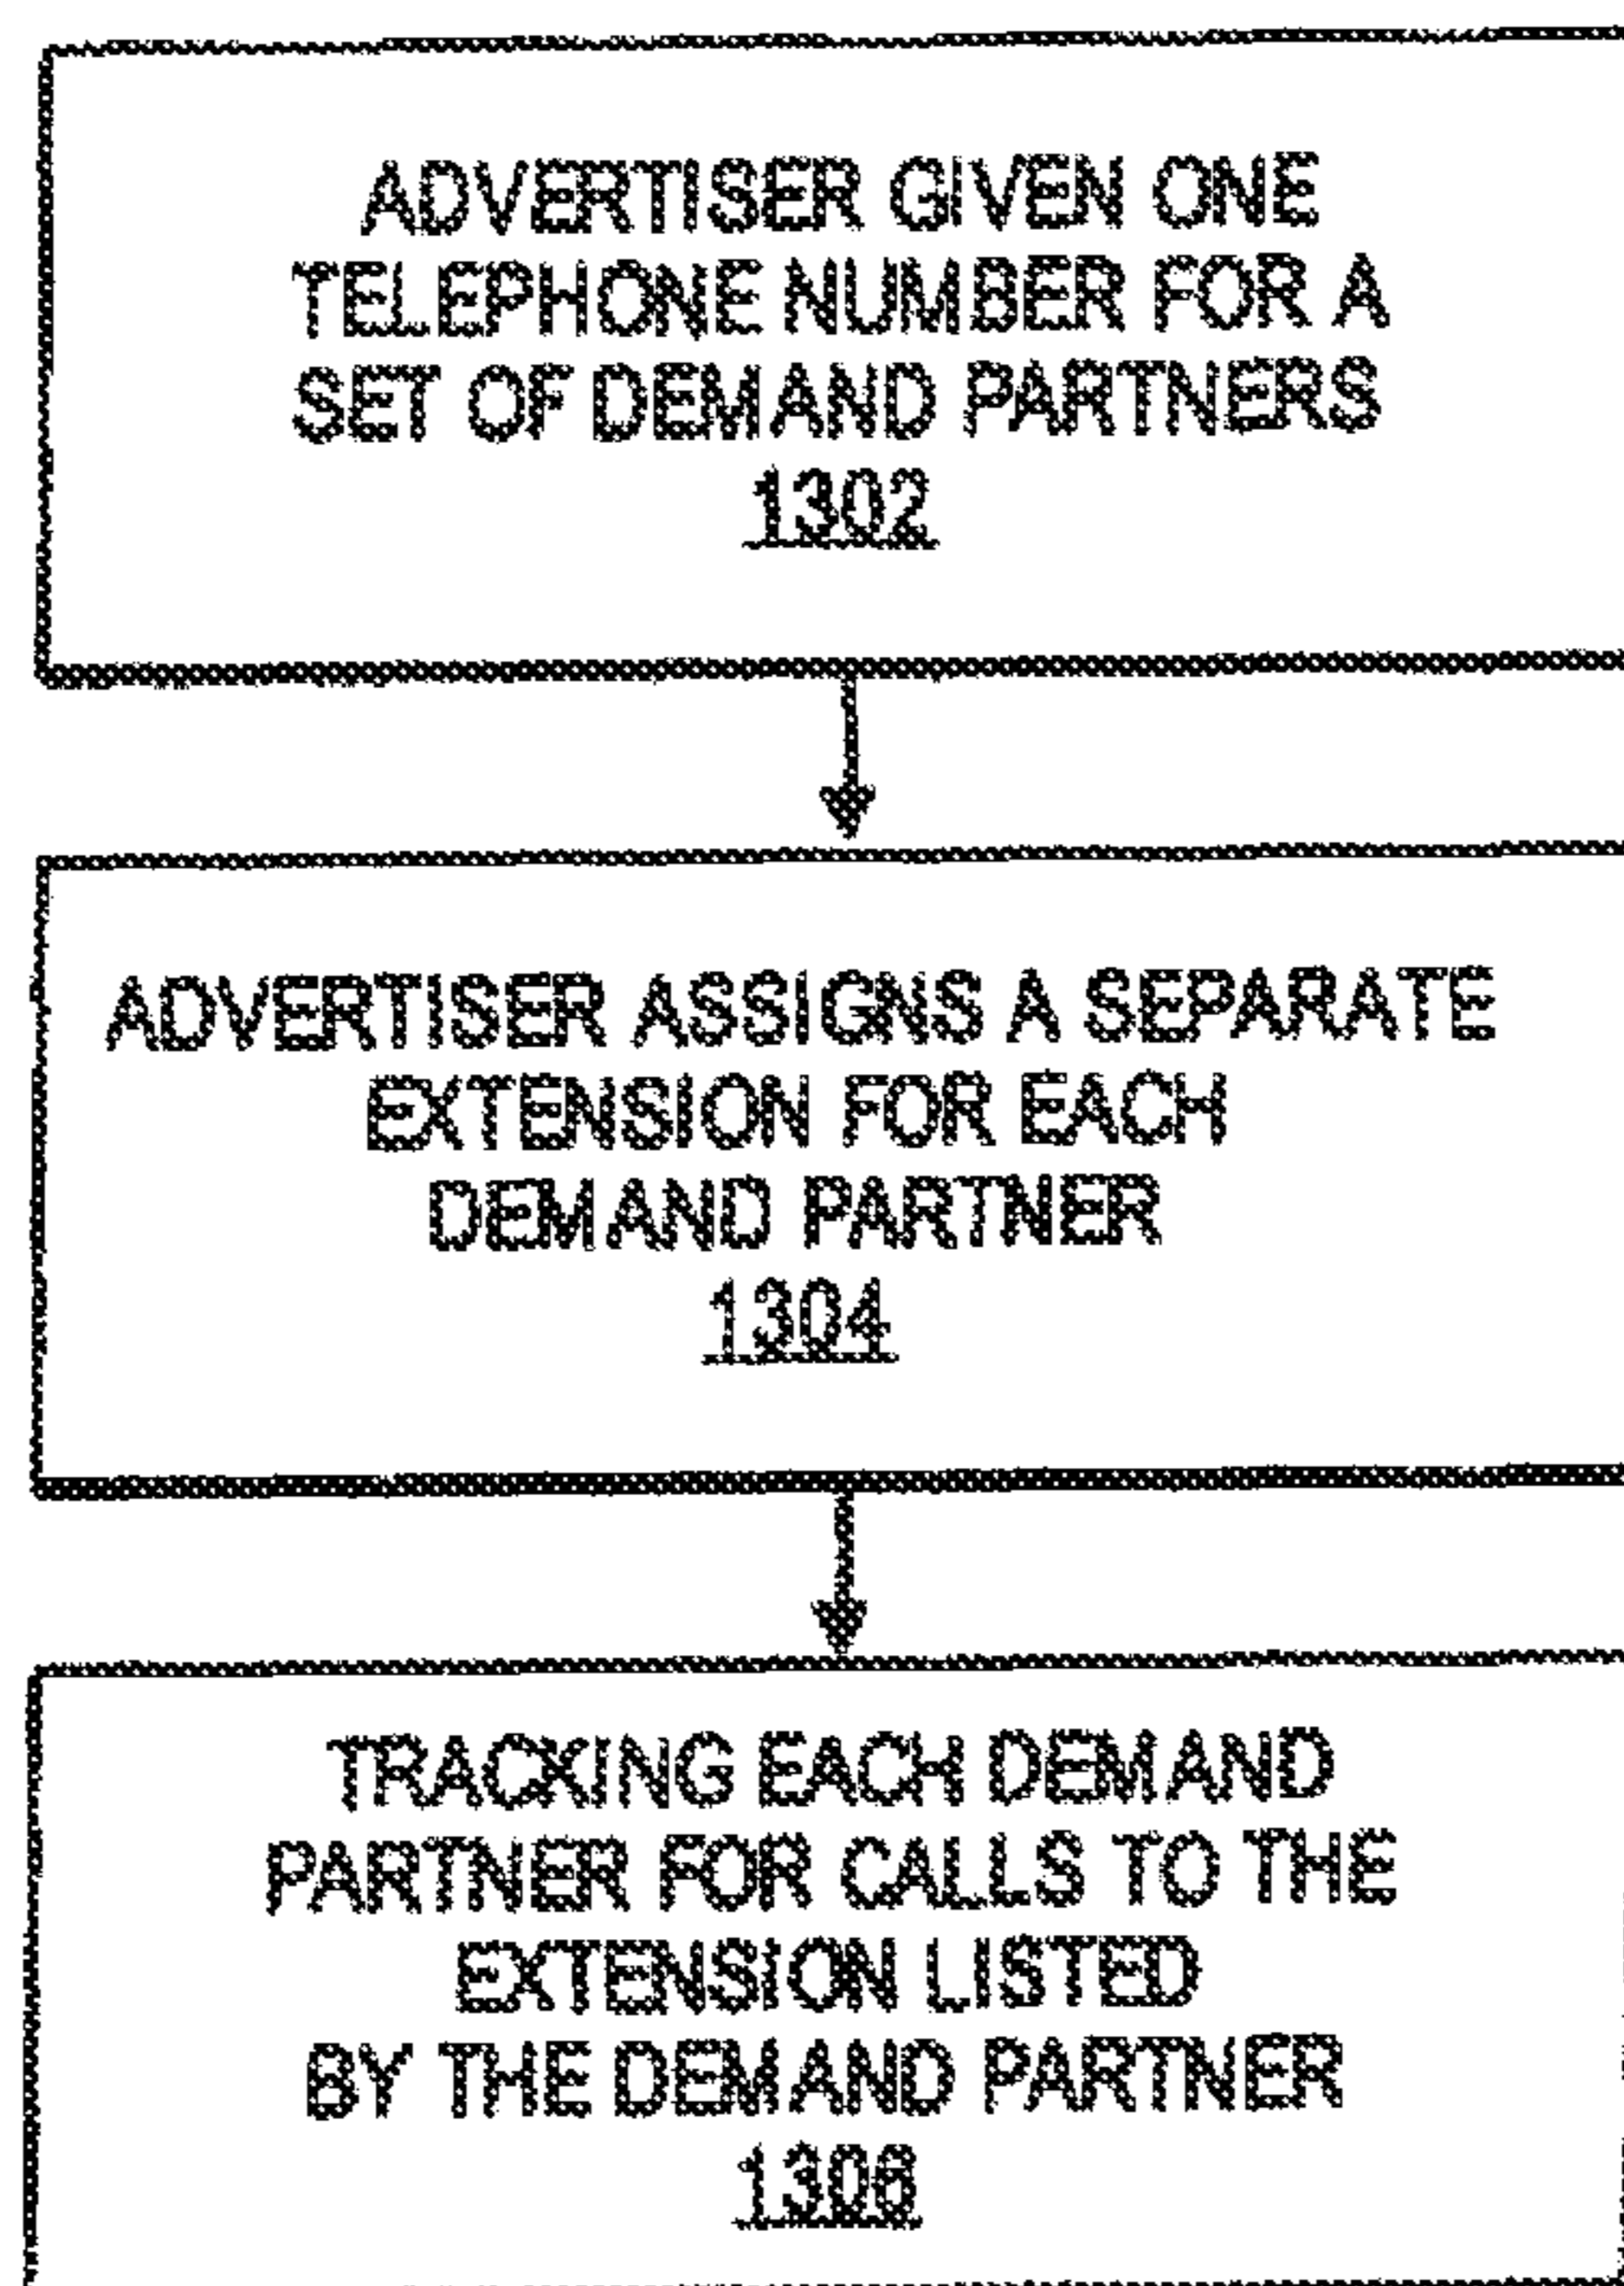 ADVERTISER GIVEN ONE
TELEPHONE NUMBER FOR A
SET OF DEMAND PARTNERS
1302
ADVERTISER ASSIGNS A SEPARATE
EXTENSION FOR EACH
DEMAND PARTNER
1304
TRACKING EACH DEMAND
PARTNER FOR CALLS TO THE
EXTENSION LISTED
BY THE DEMAND PARTNER
1306